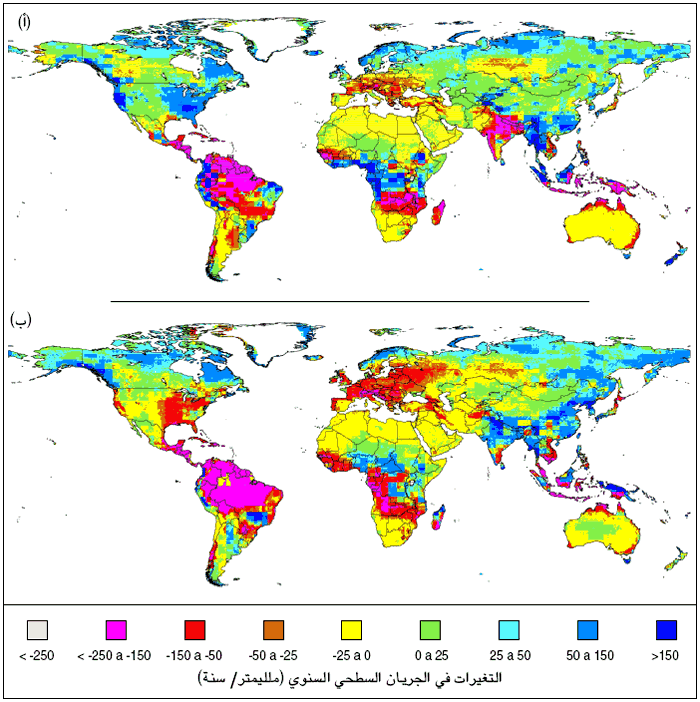 (أ)
(ب)
< -250 < -250 a -150 -150 a -50 -50 a -25 -25 a 0 0 a 25 25 a 50 50 a 150 >150
التغيرات في الجريان السطحي السنوي (ملليمتر/ سنة)